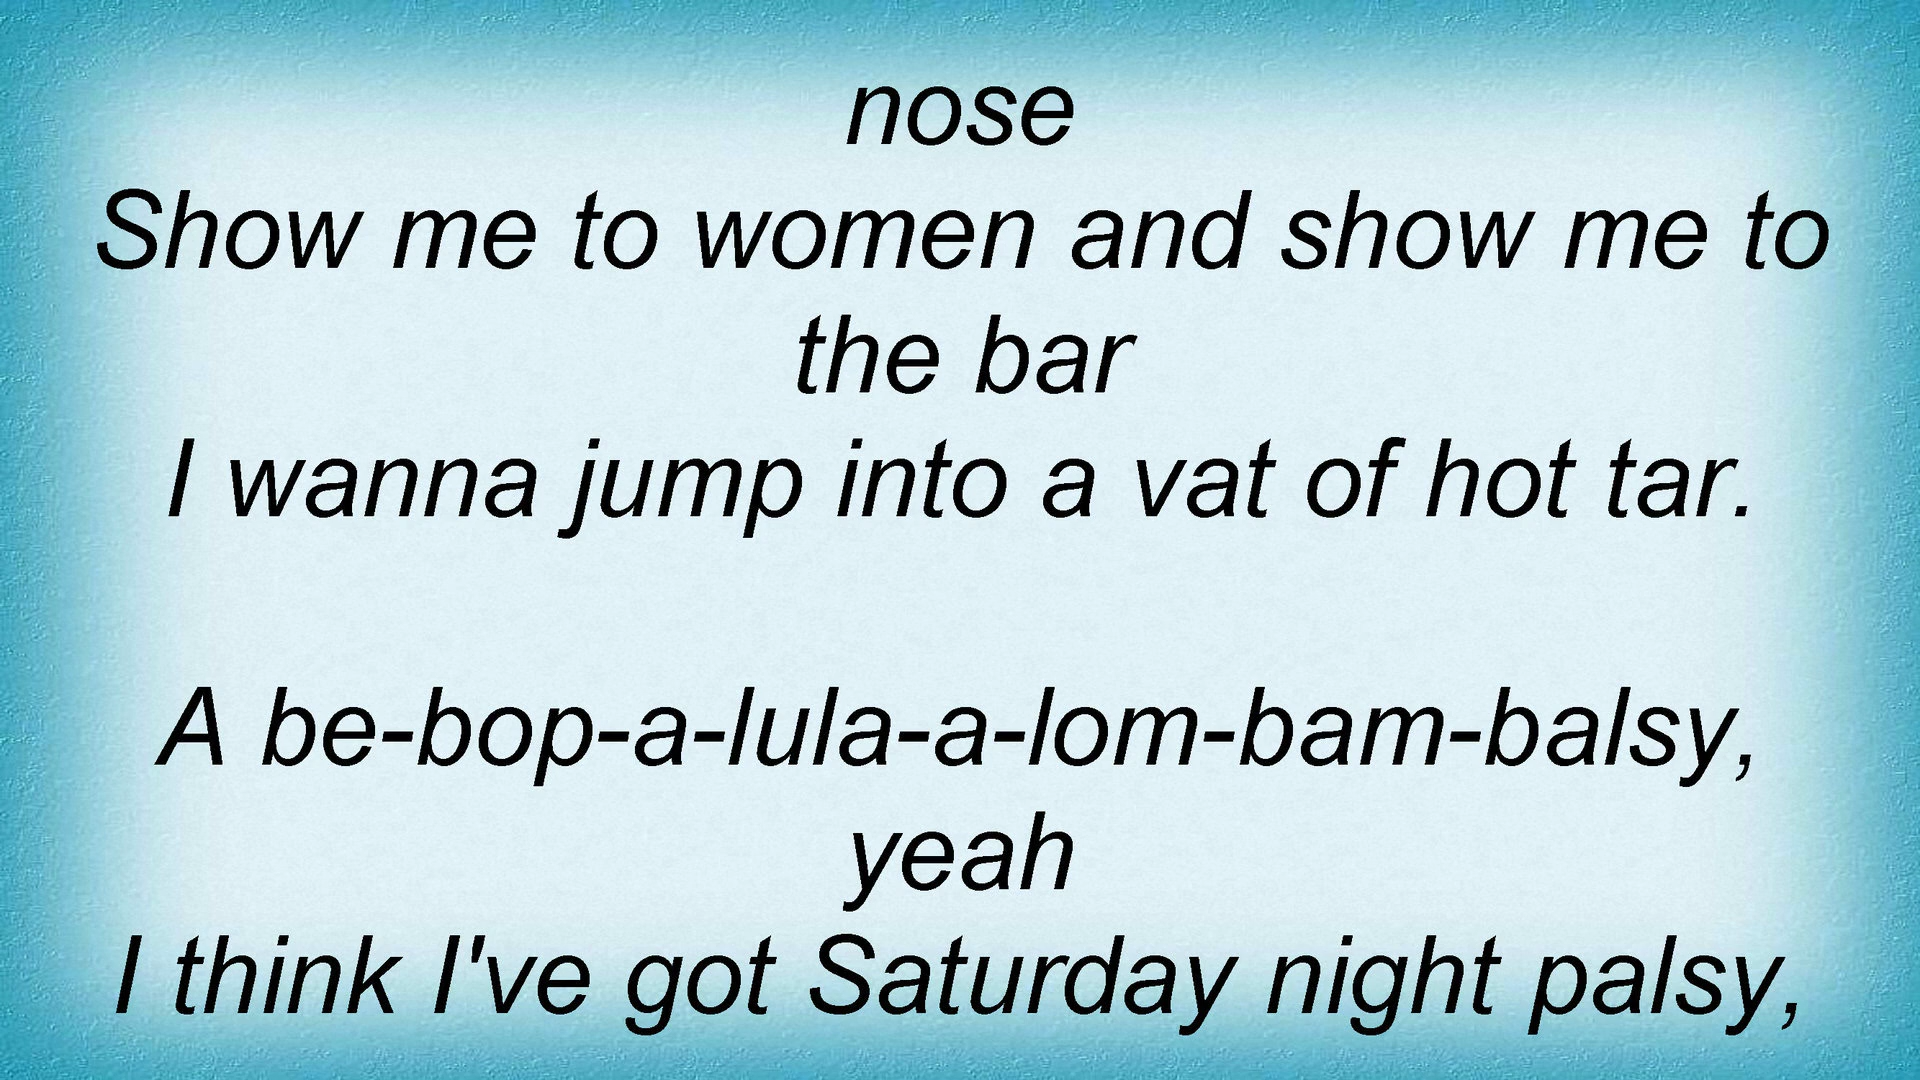 nose
Show me to women and show me to
the bar
I wanna jump into a vat of hot tar.
A be-bop-a-lula-a-lom-bam-balsy,
yeah
I think I've got Saturday night palsy,